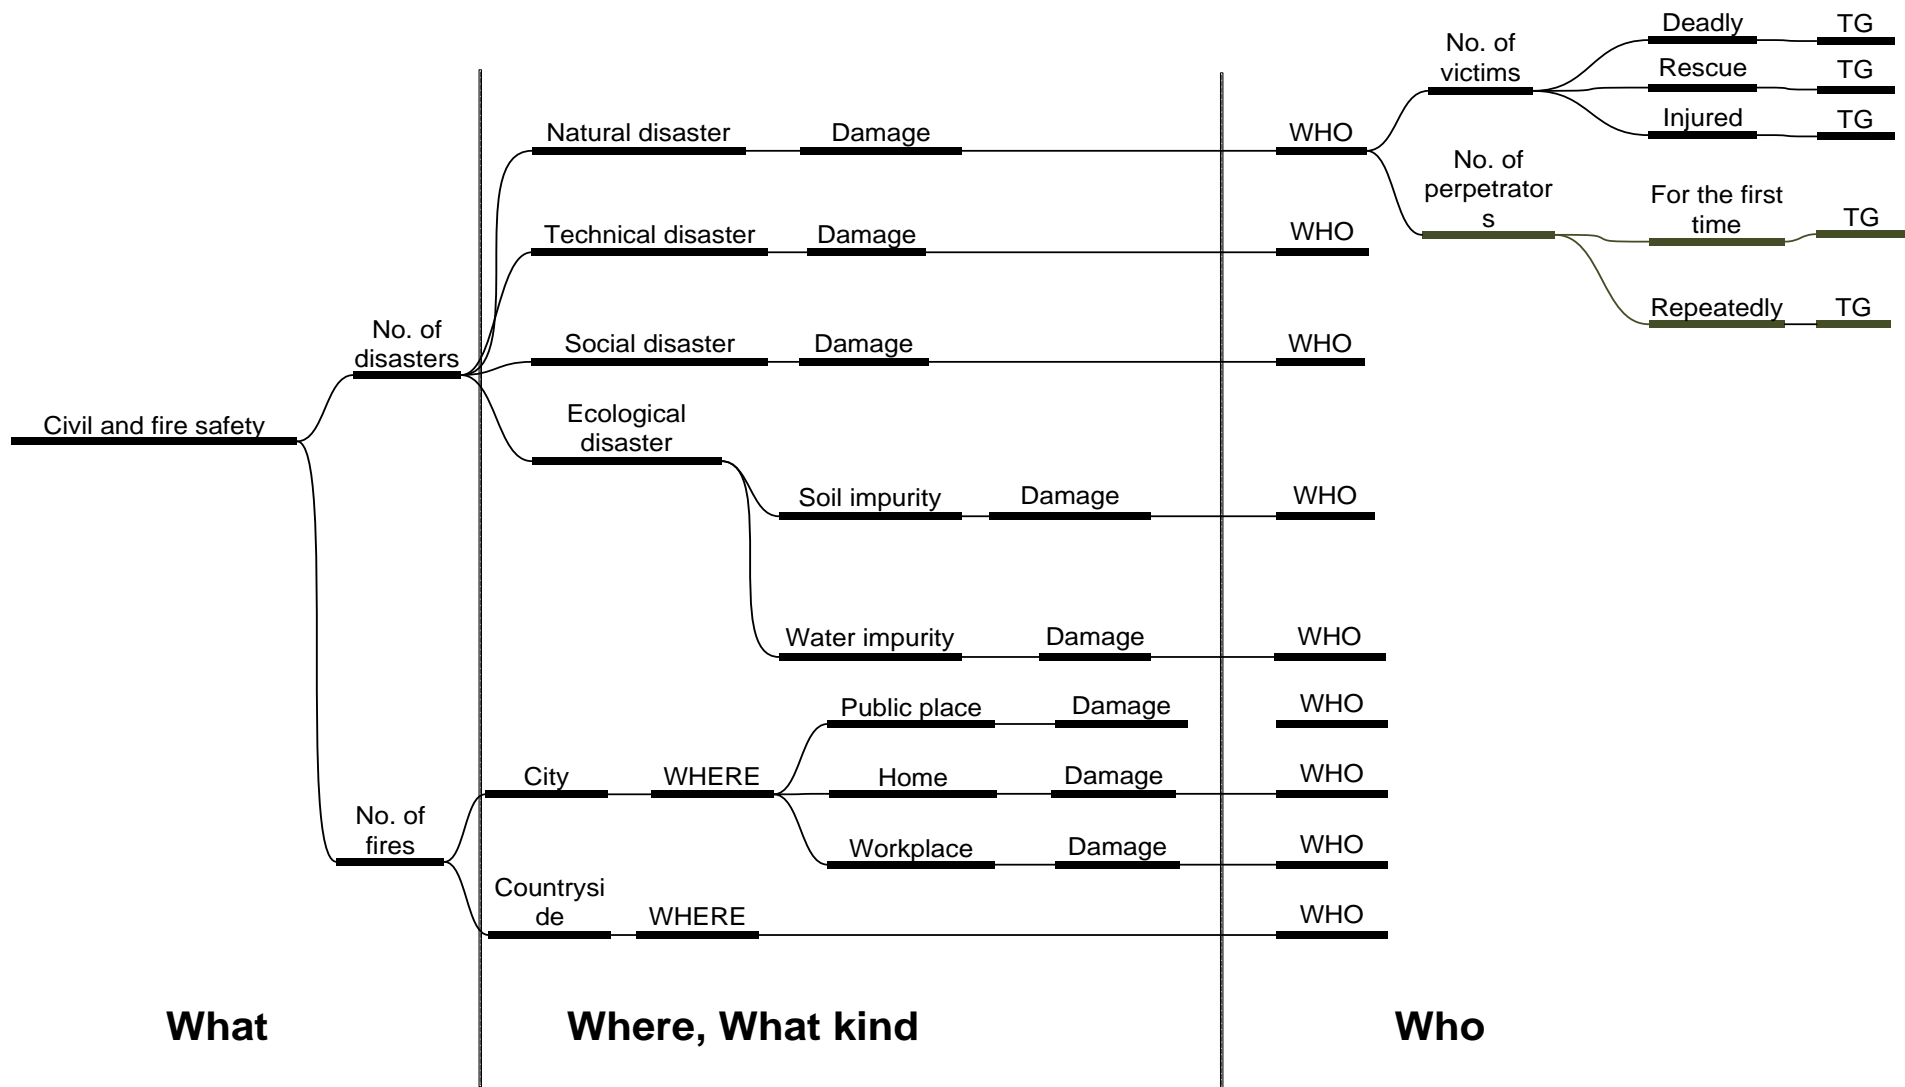 Deadly
TG
No. of
victims
Rescue
TG
Injured
TG
Natural disaster
Damage
WHO
No. of
perpetrator
s
For the first
time
TG
Technical disaster
Damage
WHO
Repeatedly
TG
No. of
disasters
Social disaster
Damage
WHO
Civil and fire safety
Ecological
disaster
Soil impurity
Damage
WHO
Water impurity
Damage
WHO
Public place
Damage
WHO
City
WHERE
Home
Damage
WHO
No. of
fires
Workplace
Damage
WHO
Countrysi
de
WHERE
WHO
What
Where, What kind
Who